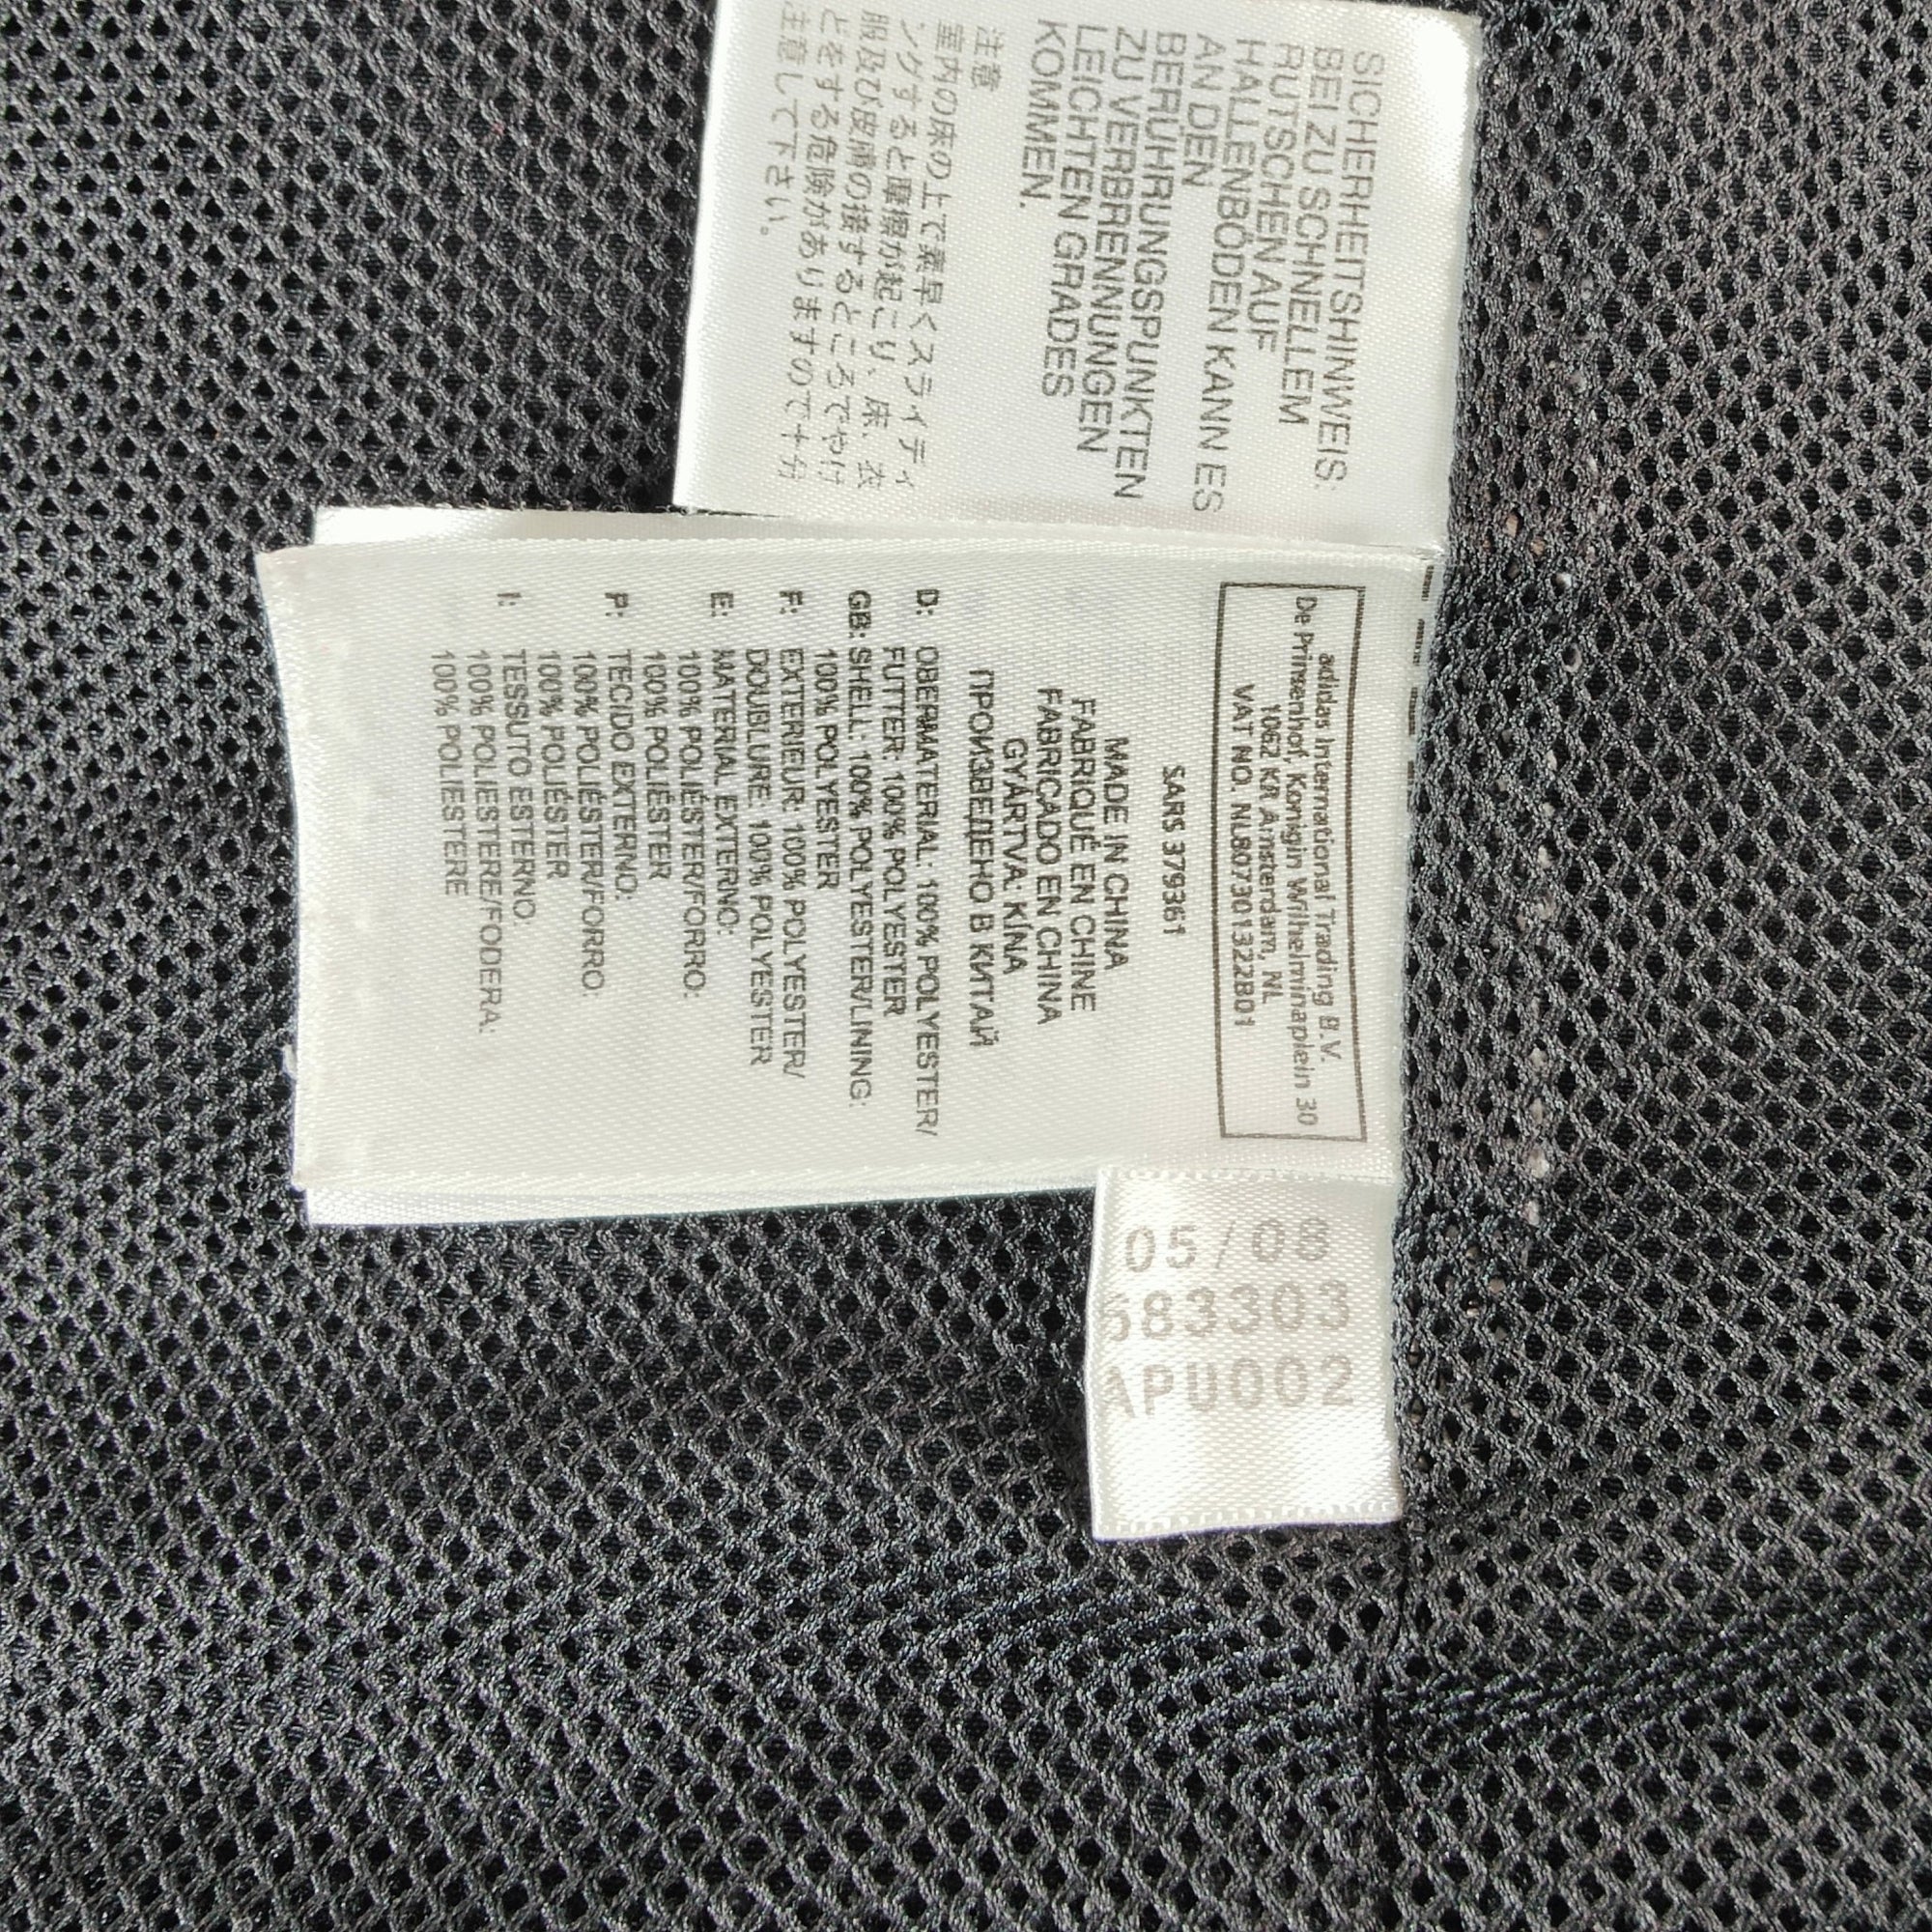 SICHERHEITSHINWEIS:
BEI ZU SCHNELLEM
RUTSCHEN AUF
HALLENBÖDEN KANN ES
AN DEN
BERÜHRUNGSPUNKTEN
ZU VERBRENNUNGEN
LEICHTEN GRADES
KOMMEN.
注意
室内の床の上で素早くスライディ
ングすると摩擦が起こり、床、衣
服及び皮膚の接するところでやけ
どをする危険がありますので十分
注意して下さい。
adidas International Trading B.V.
De Prinsenhof, Konigin Wilhelminaplein 30
1062 KR Amsterdam, NL
VAT NO. NL807301322B01
SARS 379361
MADE IN CHINA
FABRIQUÉ EN CHINE
FABRICADO EN CHINA
GYÁRTVA: KÍNA
ПРОИЗВЕДЕНО В КИТАЙ
D: OBERMATERIAL: 100% POLYESTER/
FUTTER: 100% POLYESTER
GB: SHELL: 100% POLYESTER/LINING:
100% POLYESTER
F: EXTERIEUR: 100% POLYESTER/
DOUBLURE: 100% POLYESTER
E: MATERIAL EXTERNO:
100% POLIÉSTER/FORRO:
100% POLIÉSTER
P: TECIDO EXTERNO:
100% POLIÉSTER/FORRO:
100% POLIÉSTER
I: TESSUTO ESTERNO:
100% POLIESTERE/FODERA:
100% POLIESTERE
05/08
683303
APU002